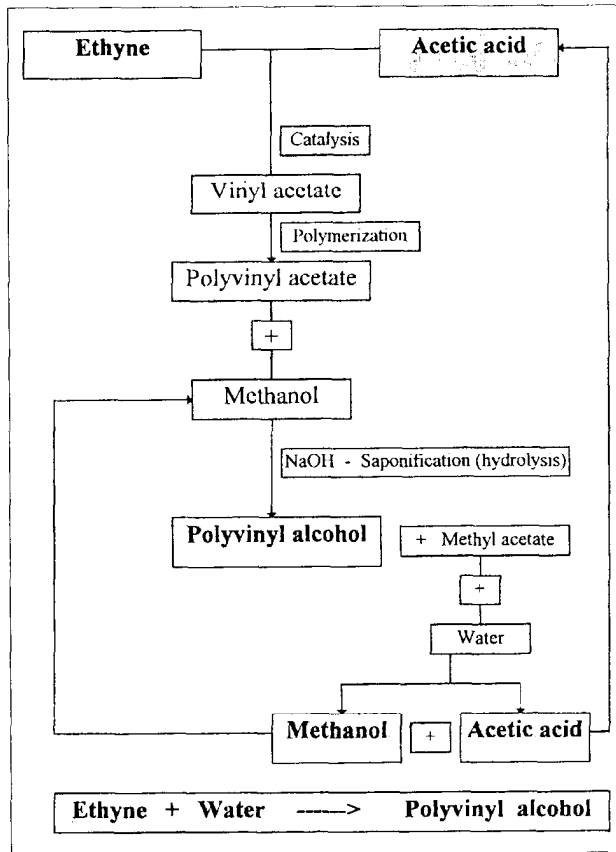 Ethyne
Acetic acid
Catalysis
Vinyl acetate
Polymerization
Polyvinyl acetate
+
Methanol
NaOH - Saponification (hydrolysis)
Polyvinyl alcohol
+ Methyl acetate
+
Water
Methanol + Acetic acid
Ethyne + Water -----> Polyvinyl alcohol